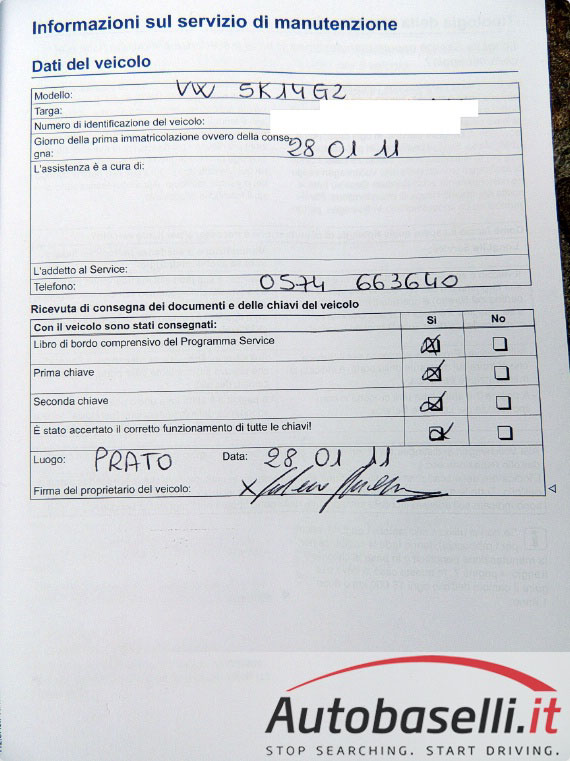 Informazioni sul servizio di manutenzione
Dati del veicolo
Modello: VW 5K14G2
Targa:
Numero di identificazione del veicolo:
Giorno della prima immatricolazione ovvero della conse-
gna: 28 01 11
L'assistenza è a cura di:
L'addetto al Service:
Telefono: 0574 663640
Ricevuta di consegna dei documenti e delle chiavi del veicolo
Con il veicolo sono stati consegnati: Sì No
Libro di bordo comprensivo del Programma Service
Prima chiave
Seconda chiave
È stato accertato il corretto funzionamento di tutte le chiavi!
Luogo: PRATO Data: 28 01 11
Firma del proprietario del veicolo: X
Autobaselli.it
STOP SEARCHING. START DRIVING.